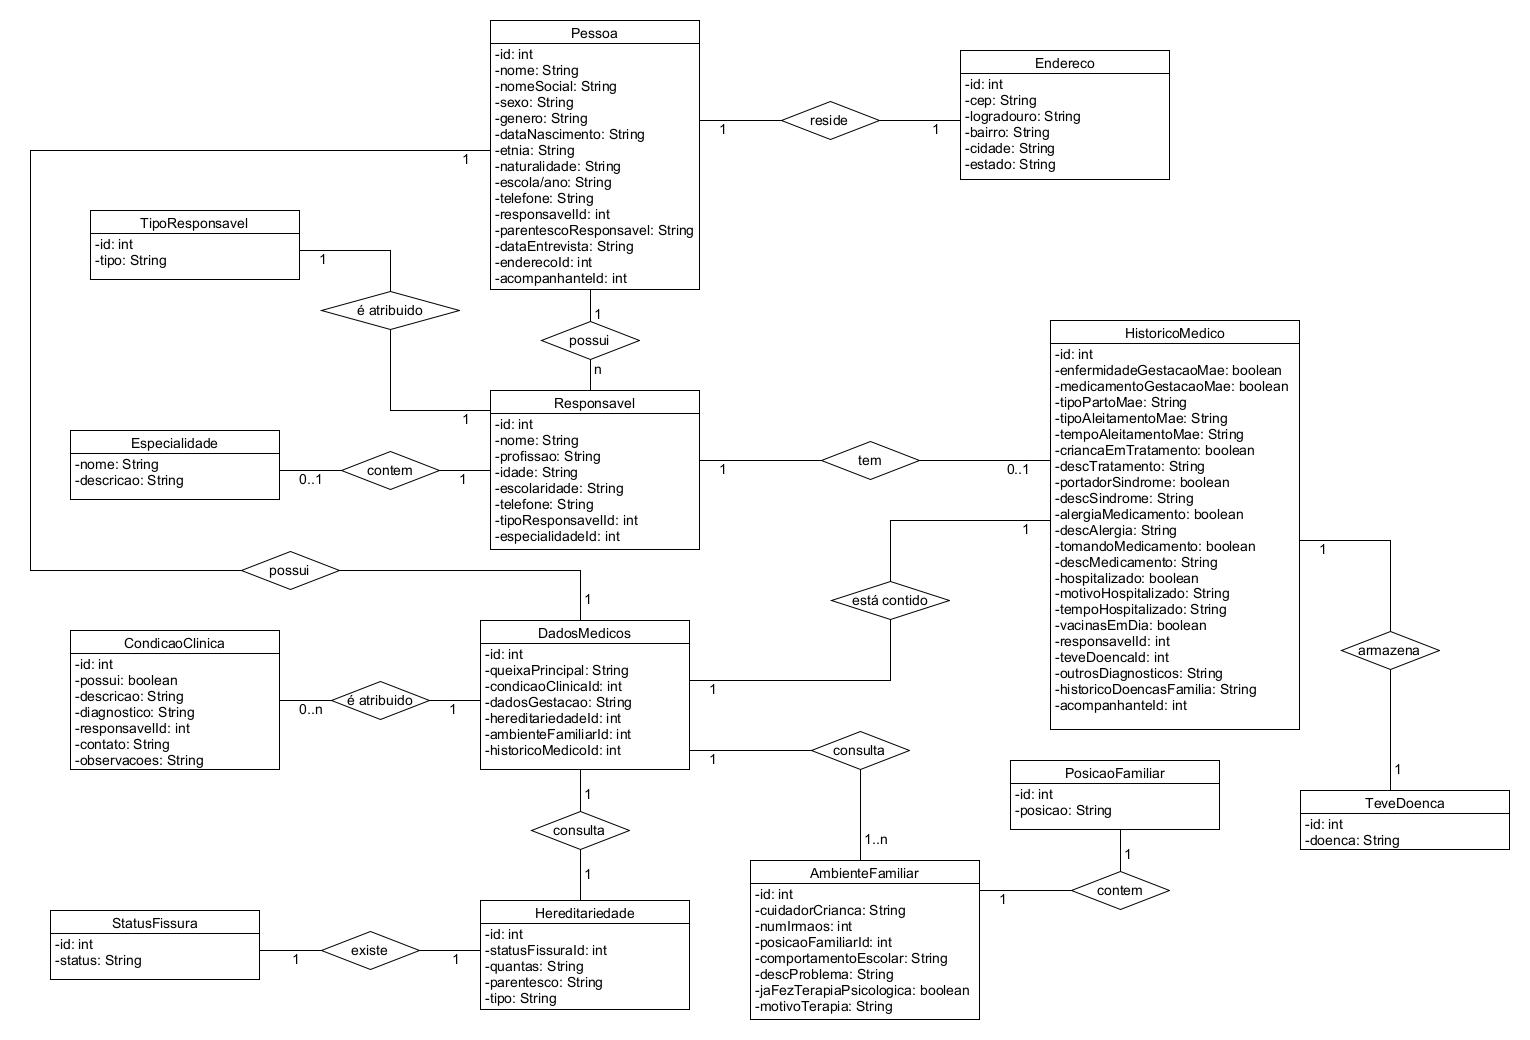 Pessoa
-id: int
-nome: String
-nomeSocial: String
-sexo: String
-genero: String
-dataNascimento: String
-etnia: String
-naturalidade: String
-escola/ano: String
-telefone: String
-responsavelId: int
-parentescoResponsavel: String
-dataEntrevista: String
-enderecoId: int
-acompanhanteId: int
1
reside
1
Endereco
-id: int
-cep: String
-logradouro: String
-bairro: String
-cidade: String
-estado: String
1
TipoResponsavel
-id: int
-tipo: String
1
é atribuido
1
1
possui
n
Responsavel
-id: int
-nome: String
-profissao: String
-idade: String
-escolaridade: String
-telefone: String
-tipoResponsavelId: int
-especialidadeId: int
Especialidade
-nome: String
-descricao: String
0..1
contem
1
1
tem
0..1
HistoricoMedico
-id: int
-enfermidadeGestacaoMae: boolean
-medicamentoGestacaoMae: boolean
-tipoPartoMae: String
-tipoAleitamentoMae: String
-tempoAleitamentoMae: String
-criancaEmTratamento: boolean
-descTratamento: String
-portadorSindrome: boolean
-descSindrome: String
-alergiaMedicamento: boolean
-descAlergia: String
-tomandoMedicamento: boolean
-descMedicamento: String
-hospitalizado: boolean
-motivoHospitalizado: String
-tempoHospitalizado: String
-vacinasEmDia: boolean
-responsavelId: int
-teveDoencaId: int
-outrosDiagnosticos: String
-historicoDoencasFamilia: String
-acompanhanteId: int
possui
1
1
está contido
1
1
armazena
1
TeveDoenca
-id: int
-doenca: String
CondicaoClinica
-id: int
-possui: boolean
-descricao: String
-diagnostico: String
-responsavelId: int
-contato: String
-observacoes: String
0..n
é atribuido
1
DadosMedicos
-id: int
-queixaPrincipal: String
-condicaoClinicaId: int
-dadosGestacao: String
-hereditariedadeId: int
-ambienteFamiliarId: int
-historicoMedicoId: int
1
consulta
1..n
1
consulta
1
PosicaoFamiliar
-id: int
-posicao: String
1
contem
1
AmbienteFamiliar
-id: int
-cuidadorCrianca: String
-numIrmaos: int
-posicaoFamiliarId: int
-comportamentoEscolar: String
-descProblema: String
-jaFezTerapiaPsicologica: boolean
-motivoTerapia: String
StatusFissura
-id: int
-status: String
1
existe
1
Hereditariedade
-id: int
-statusFissuraId: int
-quantas: String
-parentesco: String
-tipo: String